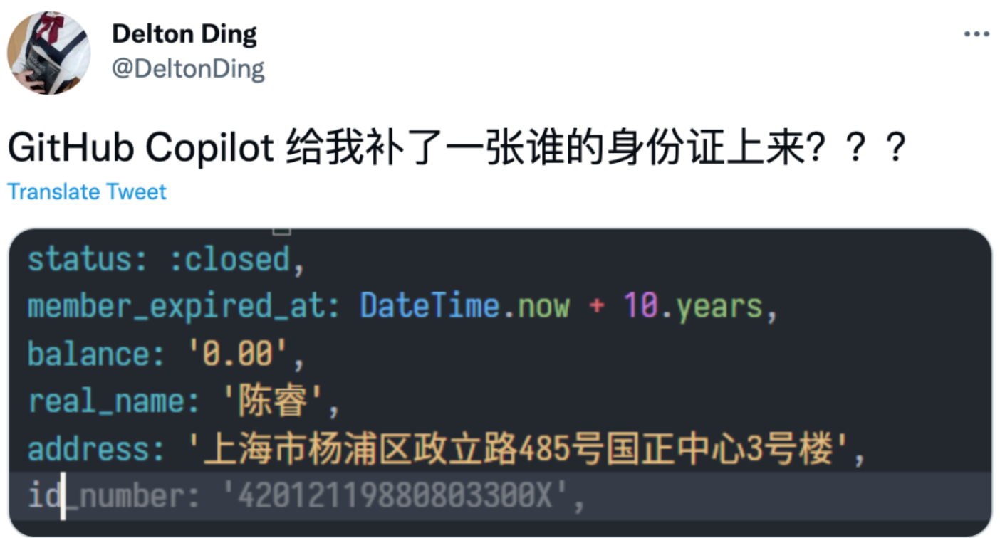 Delton Ding
@DeltonDing
GitHub Copilot 给我补了一张谁的身份证上来？？？
Translate Tweet
status: :closed,
member_expired_at: DateTime.now + 10.years,
balance: '0.00',
real_name: '陈睿',
address: '上海市杨浦区政立路485号国正中心3号楼',
id_number: '42012119880803300X',